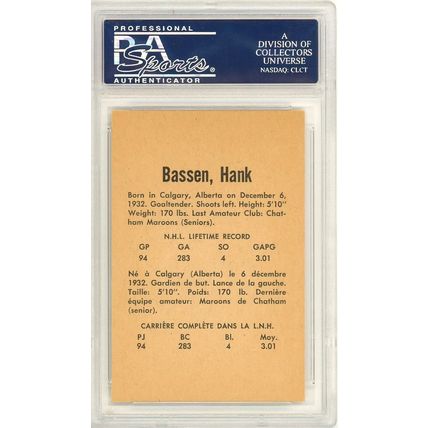 PROFESSIONAL
PSA
Sports
AUTHENTICATOR
A
DIVISION OF
COLLECTORS
UNIVERSE
NASDAQ: CLCT
Bassen, Hank
Born in Calgary, Alberta on December 6,
1932. Goaltender. Shoots left. Height: 5'10"
Weight: 170 lbs. Last Amateur Club: Chat-
ham Maroons (Seniors).
N.H.L. LIFETIME RECORD
GP GA SO GAPG
94 283 4 3.01
Né à Calgary (Alberta) le 6 décembre
1932. Gardien de but. Lance de la gauche.
Taille: 5'10". Poids: 170 lb. Dernière
équipe amateur: Maroons de Chatham
(senior).
CARRIÈRE COMPLÈTE DANS LA L.N.H.
PJ BC Bl. Moy.
94 283 4 3.01